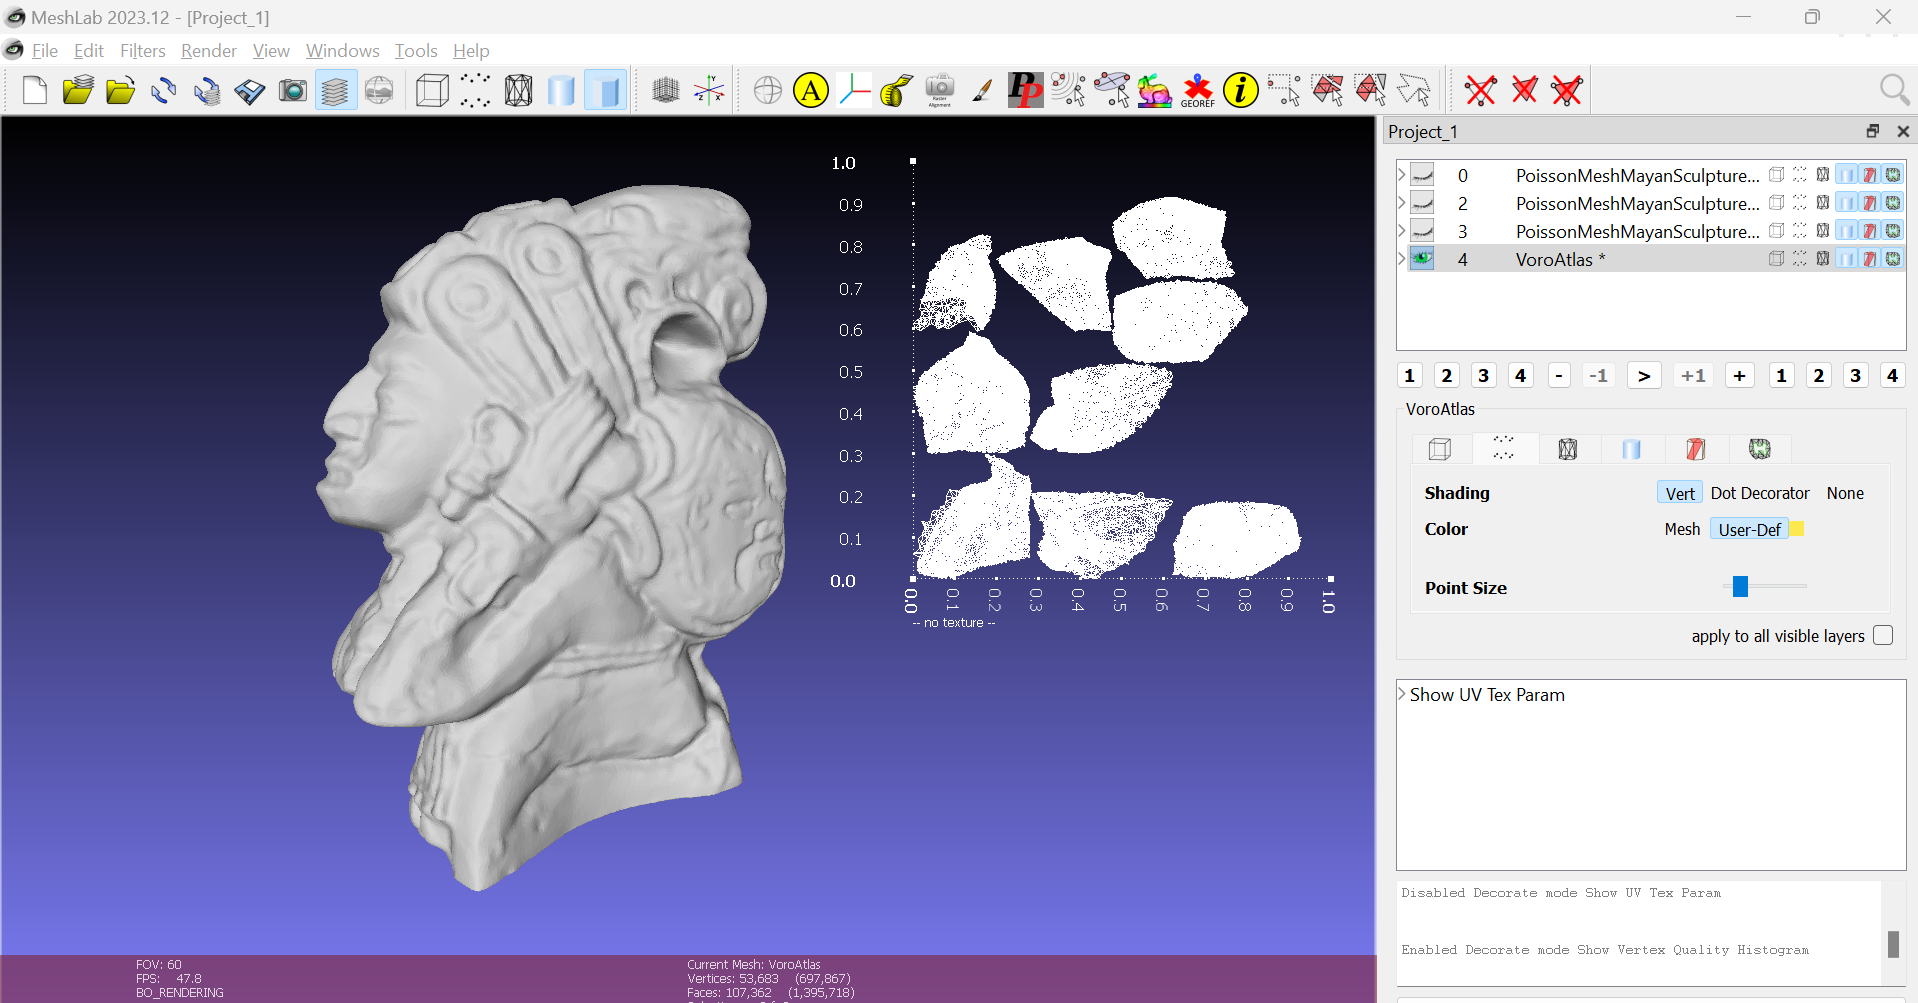 MeshLab 2023.12 - [Project_1]
File Edit Filters Render View Windows Tools Help
A
Raster Alignment
PP
GEOREF
i
Project_1
0 PoissonMeshMayanSculpture...
2 PoissonMeshMayanSculpture...
3 PoissonMeshMayanSculpture...
4 VoroAtlas *
1 2 3 4 - -1 > +1 + 1 2 3 4
VoroAtlas
Shading Vert Dot Decorator None
Color Mesh User-Def
Point Size
apply to all visible layers
Show UV Tex Param
Disabled Decorate mode Show UV Tex Param
Enabled Decorate mode Show Vertex Quality Histogram
1.0
0.9
0.8
0.7
0.6
0.5
0.4
0.3
0.2
0.1
0.0
0.0 0.1 0.2 0.3 0.4 0.5 0.6 0.7 0.8 0.9 1.0
-- no texture --
FOV: 60
FPS: 47.8
BO_RENDERING
Current Mesh: VoroAtlas
Vertices: 53,683 (697,867)
Faces: 107,362 (1,395,718)